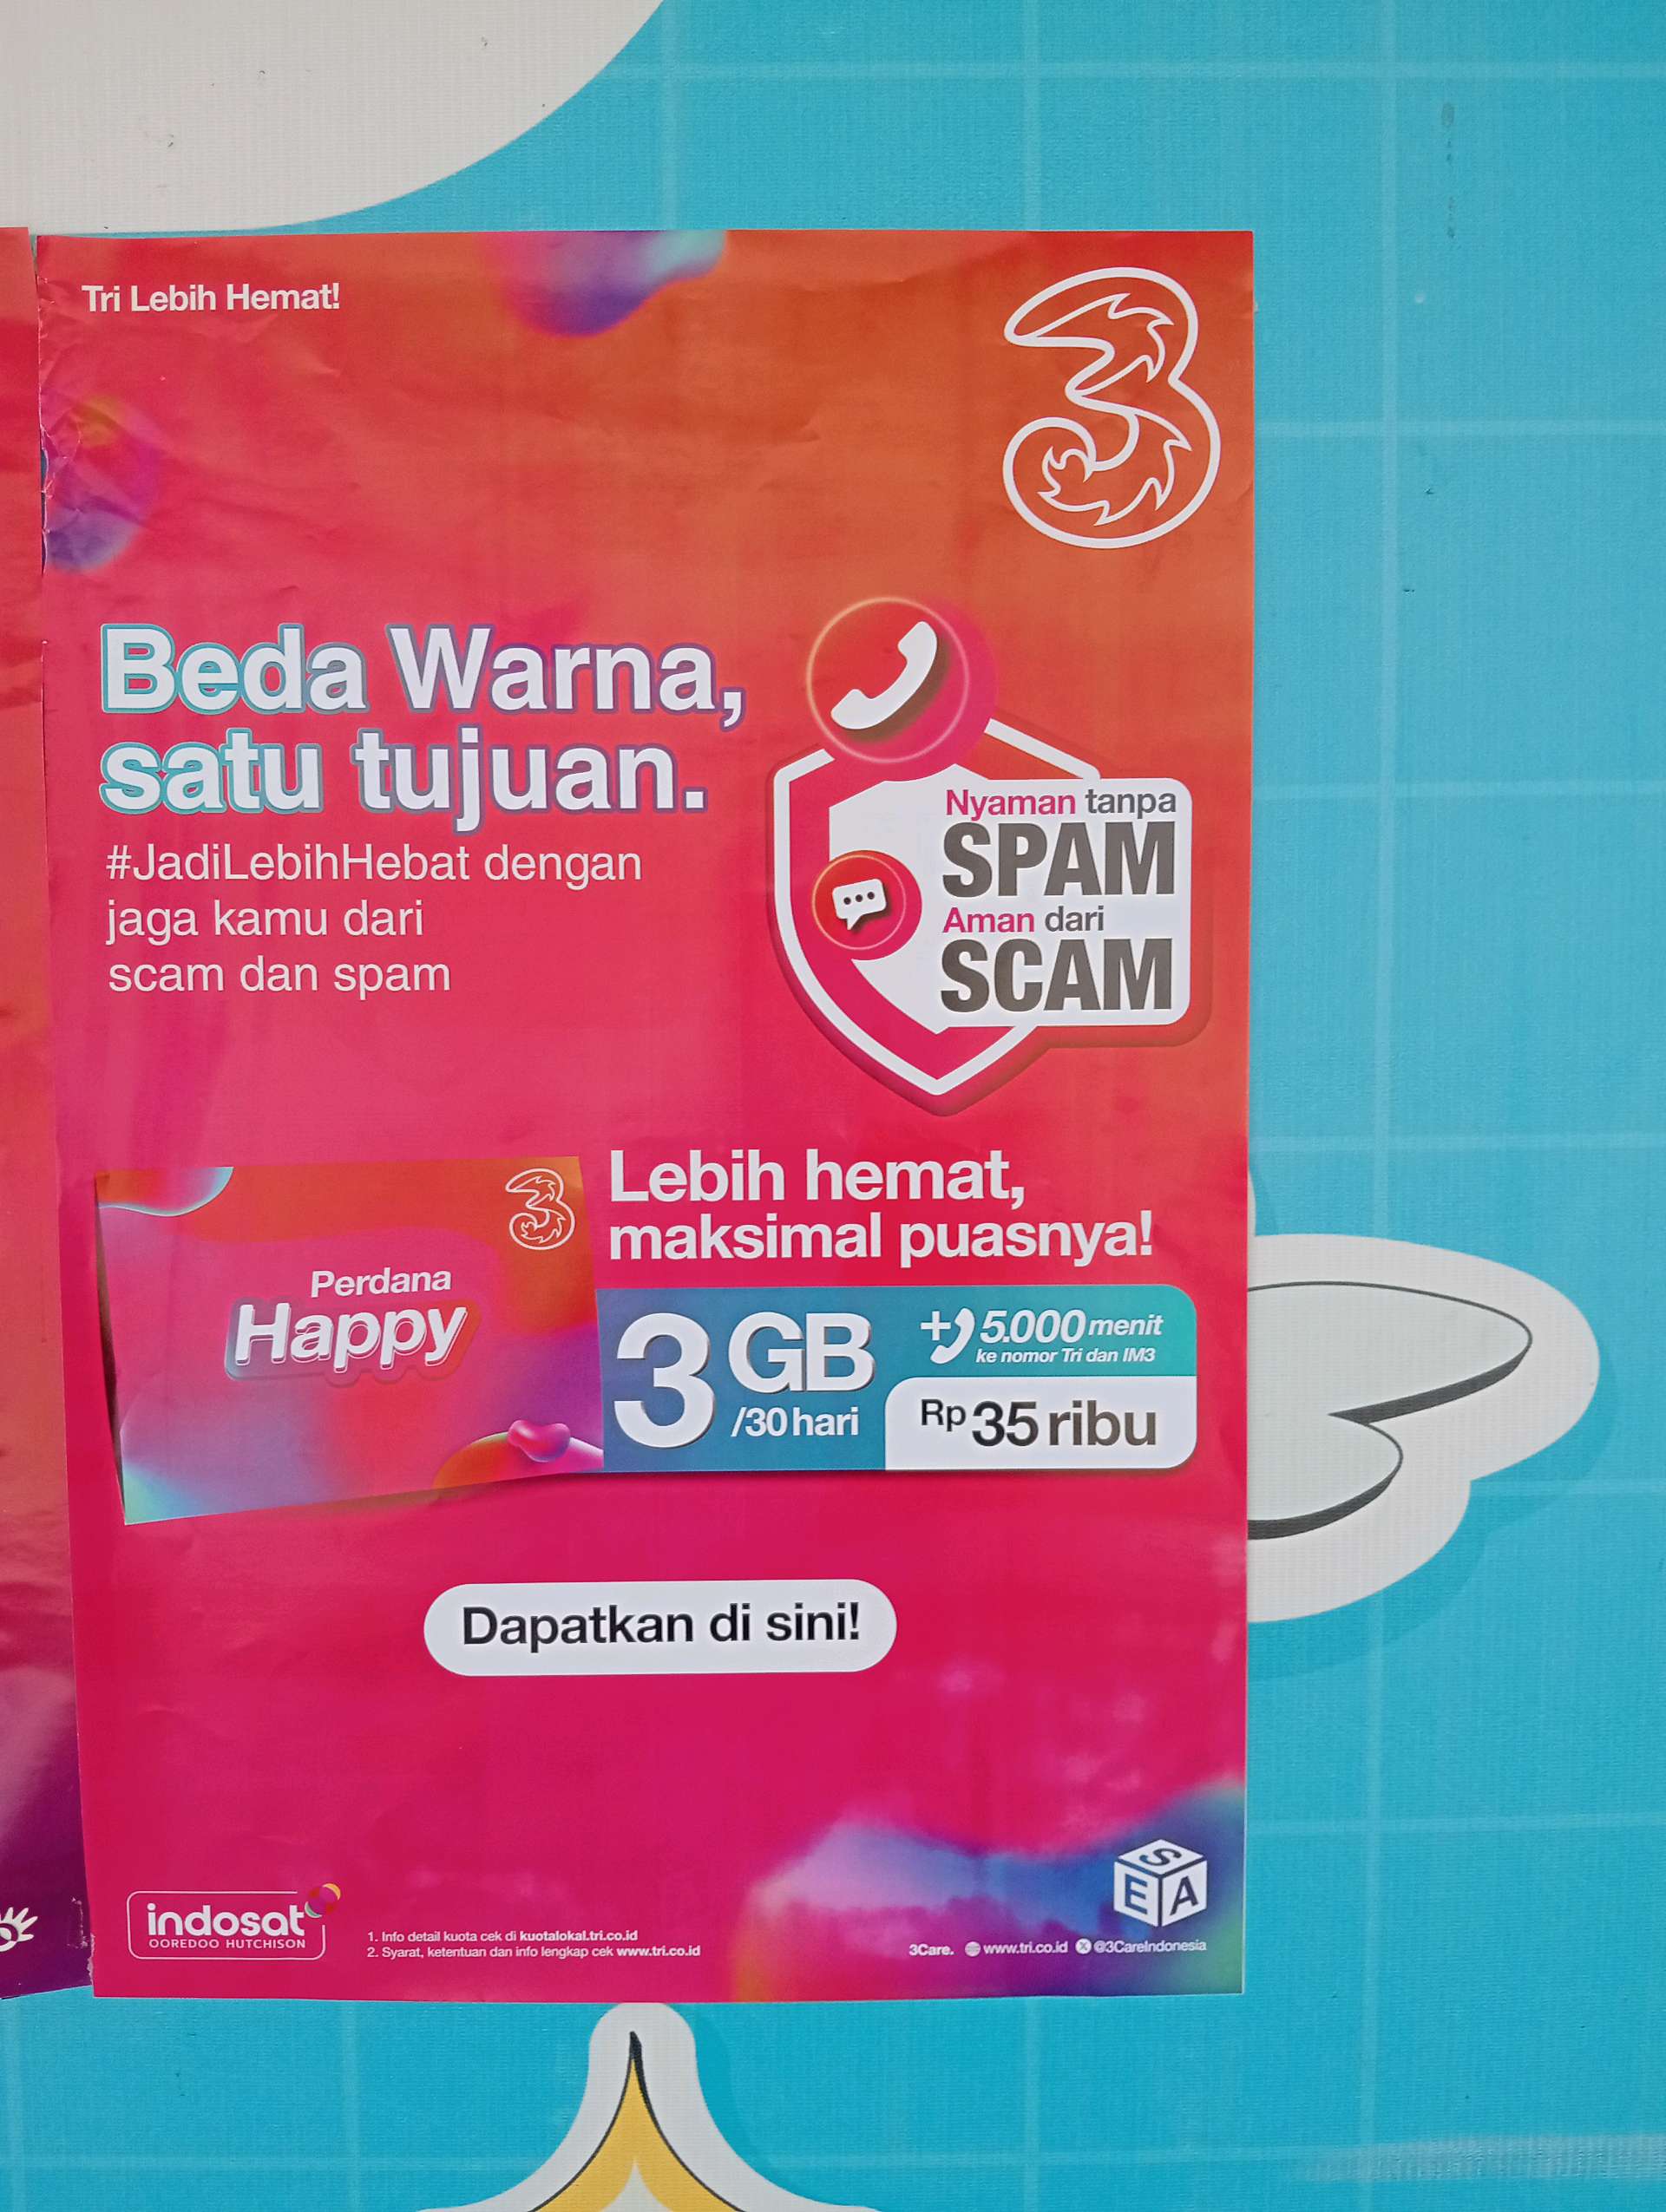 Tri Lebih Hemat!
3
Beda Warna,
satu tujuan.
#JadiLebihHebat dengan
jaga kamu dari
scam dan spam
Nyaman tanpa
SPAM
Aman dari
SCAM
3
Perdana
Happy
Lebih hemat,
maksimal puasnya!
3 GB
/30 hari
+ 5.000 menit
ke nomor Tri dan IM3
Rp 35 ribu
Dapatkan di sini!
indosat
OOREDOO HUTCHISON
1. Info detail kuota cek di kuotalokal.tri.co.id
2. Syarat, ketentuan dan info lengkap cek www.tri.co.id
S
E A
3Care. www.tri.co.id X @3CareIndonesia